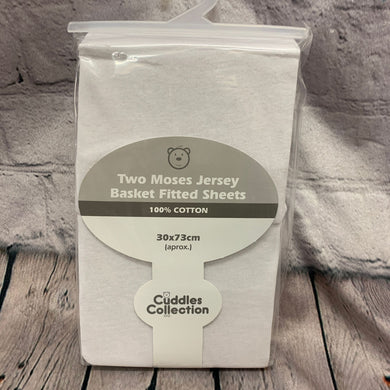 Two Moses Jersey
Basket Fitted Sheets
100% COTTON
30x73cm
(aprox.)
Cuddles
Collection